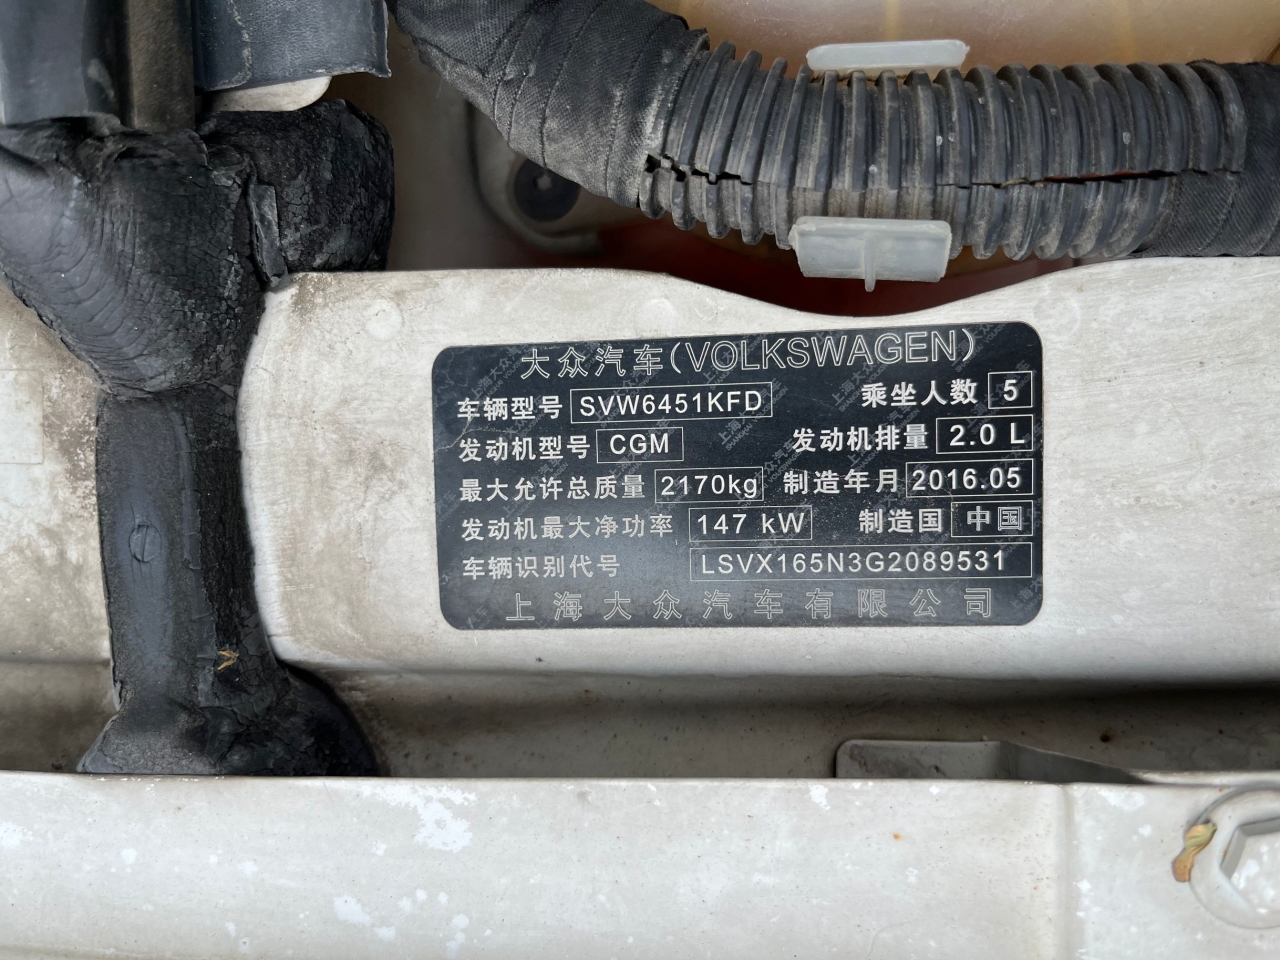 大众汽车(VOLKSWAGEN)
车辆型号 SVW6451KFD 乘坐人数 5
发动机型号 CGM 发动机排量 2.0 L
最大允许总质量 2170kg 制造年月 2016.05
发动机最大净功率 147 kW 制造国 中国
车辆识别代号 LSVX165N3G2089531
上海大众汽车有限公司